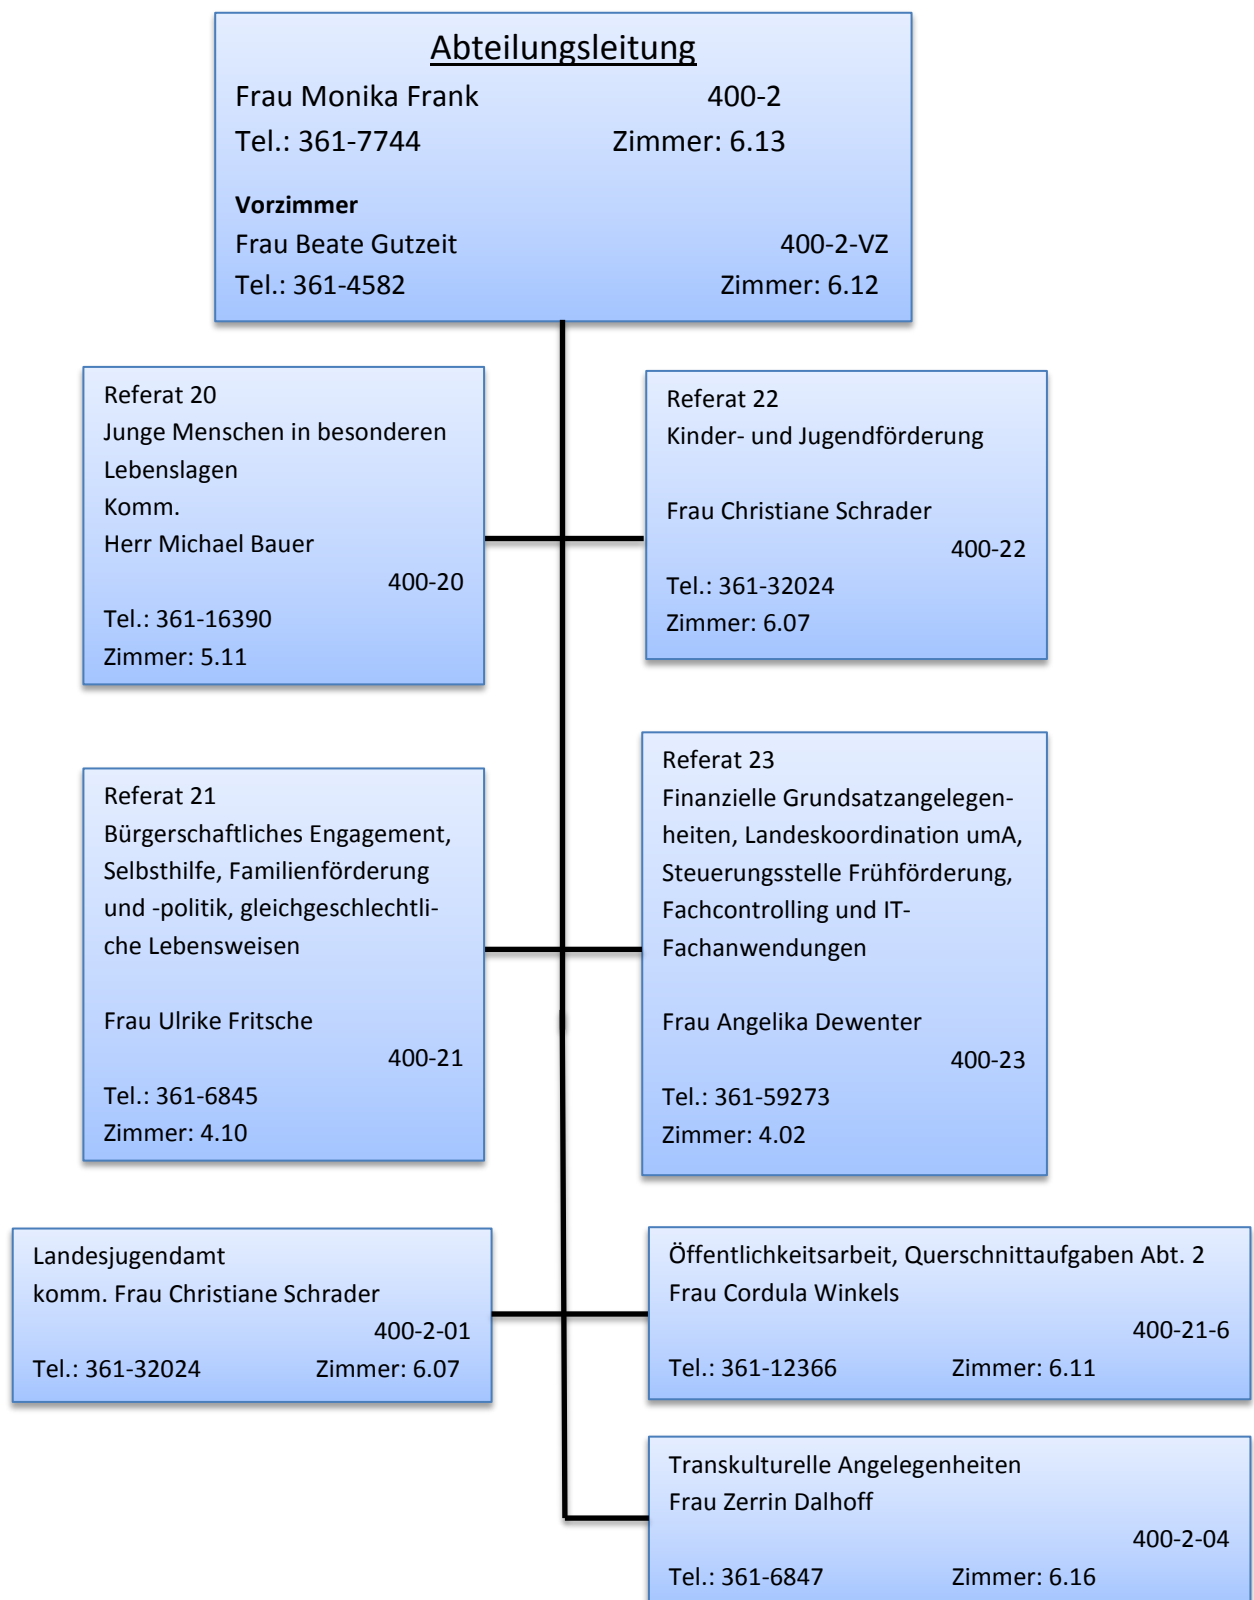 Abteilungsleitung
Frau Monika Frank 400-2
Tel.: 361-7744 Zimmer: 6.13
Vorzimmer
Frau Beate Gutzeit 400-2-VZ
Tel.: 361-4582 Zimmer: 6.12
Referat 20
Junge Menschen in besonderen
Lebenslagen
Komm.
Herr Michael Bauer
400-20
Tel.: 361-16390
Zimmer: 5.11
Referat 22
Kinder- und Jugendförderung
Frau Christiane Schrader
400-22
Tel.: 361-32024
Zimmer: 6.07
Referat 21
Bürgerschaftliches Engagement,
Selbsthilfe, Familienförderung
und -politik, gleichgeschlechtli-
che Lebensweisen
Frau Ulrike Fritsche
400-21
Tel.: 361-6845
Zimmer: 4.10
Referat 23
Finanzielle Grundsatzangelegen-
heiten, Landeskoordination umA,
Steuerungsstelle Frühförderung,
Fachcontrolling und IT-
Fachanwendungen
Frau Angelika Dewenter
400-23
Tel.: 361-59273
Zimmer: 4.02
Landesjugendamt
komm. Frau Christiane Schrader
400-2-01
Tel.: 361-32024 Zimmer: 6.07
Öffentlichkeitsarbeit, Querschnittaufgaben Abt. 2
Frau Cordula Winkels
400-21-6
Tel.: 361-12366 Zimmer: 6.11
Transkulturelle Angelegenheiten
Frau Zerrin Dalhoff
400-2-04
Tel.: 361-6847 Zimmer: 6.16